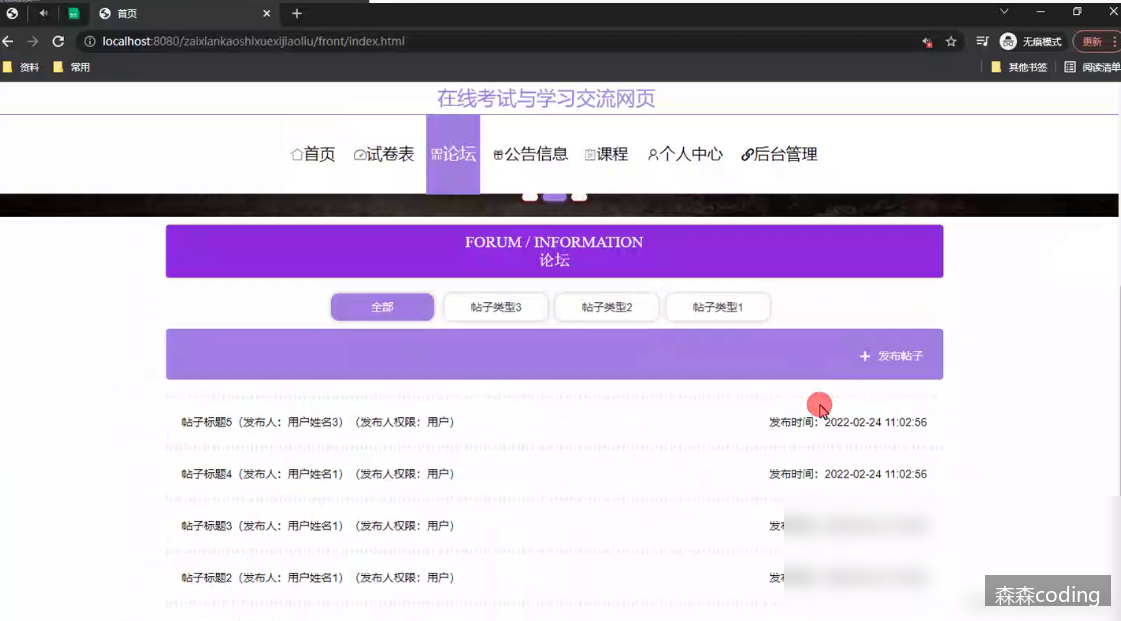 首页
localhost:8080/zaixiankaoshixuexijiaoliu/front/index.html
无痕模式
更新
资料
常用
其他书签
阅读清单
在线考试与学习交流网页
首页
试卷表
论坛
公告信息
课程
个人中心
后台管理
FORUM / INFORMATION
论坛
全部
帖子类型3
帖子类型2
帖子类型1
+ 发布帖子
帖子标题5（发布人：用户姓名3）（发布人权限：用户）
发布时间：2022-02-24 11:02:56
帖子标题4（发布人：用户姓名1）（发布人权限：用户）
发布时间：2022-02-24 11:02:56
帖子标题3（发布人：用户姓名1）（发布人权限：用户）
发布
帖子标题2（发布人：用户姓名1）（发布人权限：用户）
发布
森森coding